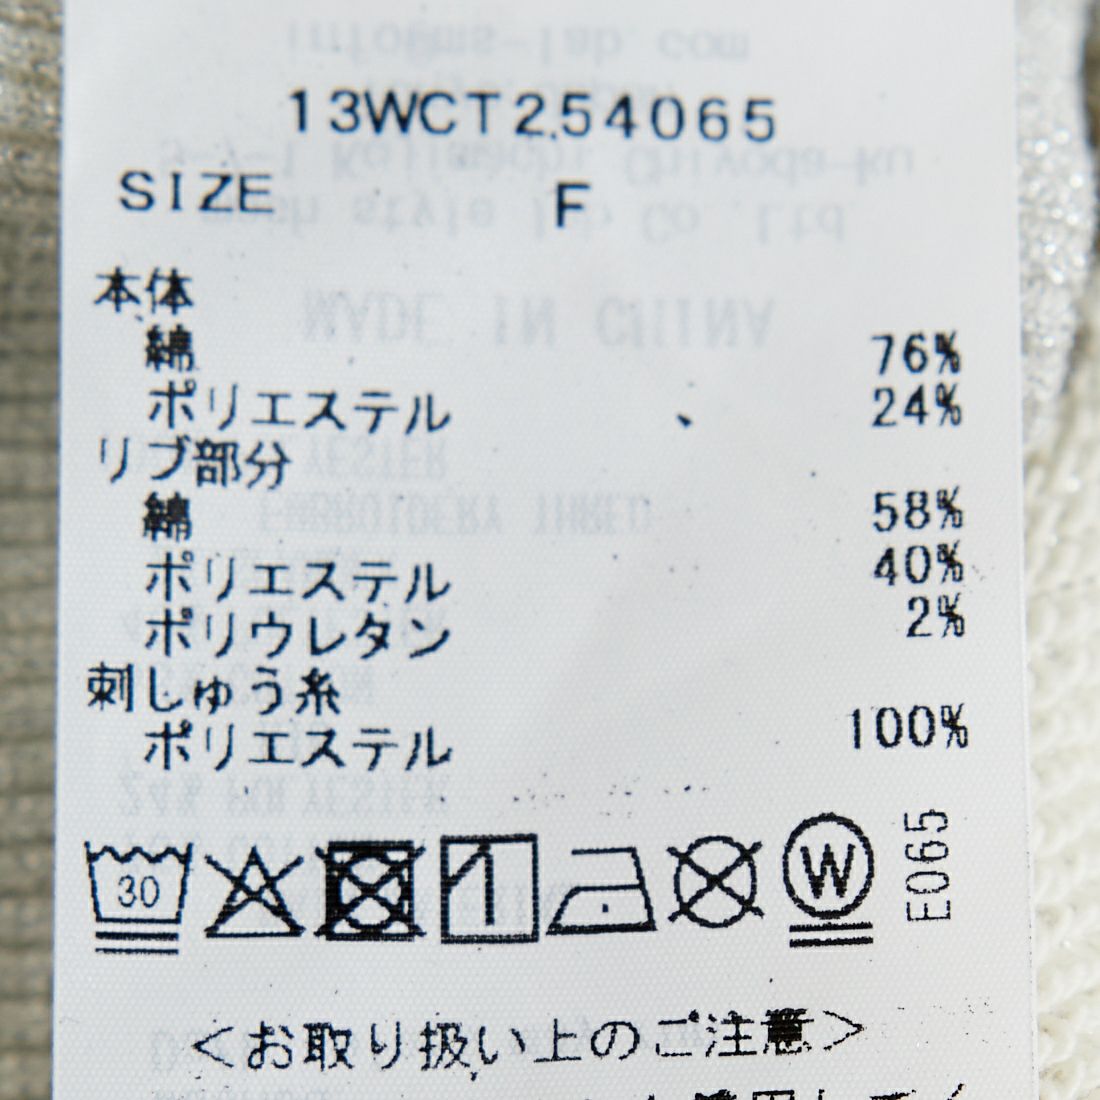 13WCT254065
SIZE F
本体
綿 76%
ポリエステル 24%
リブ部分
綿 58%
ポリエステル 40%
ポリウレタン 2%
刺しゅう糸
ポリエステル 100%
30
W
E065
<お取り扱い上のご注意>